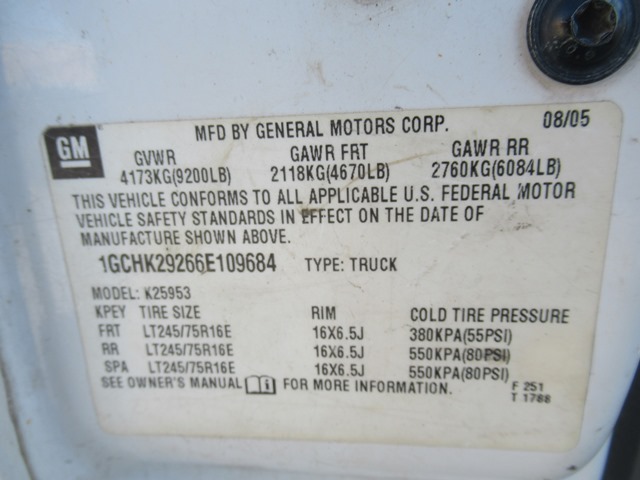 GM
MFD BY GENERAL MOTORS CORP. 08/05
GVWR GAWR FRT GAWR RR
4173KG(9200LB) 2118KG(4670LB) 2760KG(6084LB)
THIS VEHICLE CONFORMS TO ALL APPLICABLE U.S. FEDERAL MOTOR
VEHICLE SAFETY STANDARDS IN EFFECT ON THE DATE OF
MANUFACTURE SHOWN ABOVE.
1GCHK29266E109684 TYPE: TRUCK
MODEL: K25953
KPEY TIRE SIZE RIM COLD TIRE PRESSURE
FRT LT245/75R16E 16X6.5J 380KPA(55PSI)
RR LT245/75R16E 16X6.5J 550KPA(80PSI)
SPA LT245/75R16E 16X6.5J 550KPA(80PSI)
SEE OWNER'S MANUAL FOR MORE INFORMATION.
F 251
T 1788